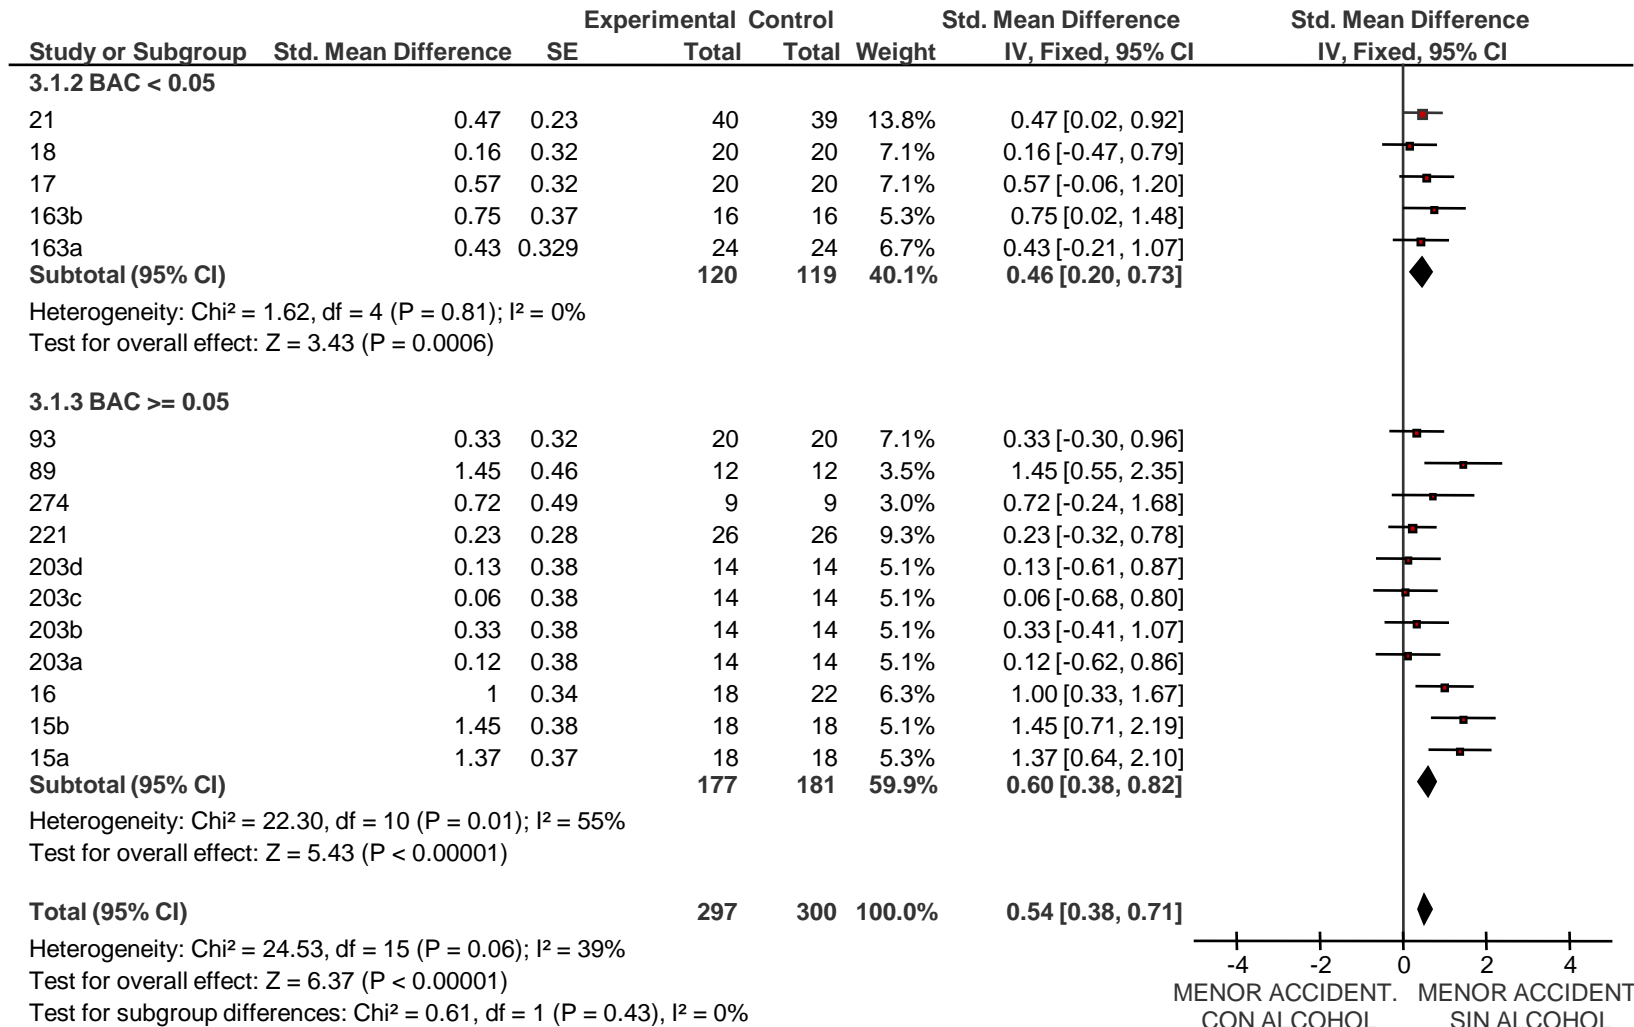 Experimental Control Std. Mean Difference Std. Mean Difference
Study or Subgroup Std. Mean Difference SE Total Total Weight IV, Fixed, 95% CI IV, Fixed, 95% CI
3.1.2 BAC < 0.05
21 0.47 0.23 40 39 13.8% 0.47 [0.02, 0.92]
18 0.16 0.32 20 20 7.1% 0.16 [-0.47, 0.79]
17 0.57 0.32 20 20 7.1% 0.57 [-0.06, 1.20]
163b 0.75 0.37 16 16 5.3% 0.75 [0.02, 1.48]
163a 0.43 0.329 24 24 6.7% 0.43 [-0.21, 1.07]
Subtotal (95% CI) 120 119 40.1% 0.46 [0.20, 0.73]
Heterogeneity: Chi² = 1.62, df = 4 (P = 0.81); I² = 0%
Test for overall effect: Z = 3.43 (P = 0.0006)
3.1.3 BAC >= 0.05
93 0.33 0.32 20 20 7.1% 0.33 [-0.30, 0.96]
89 1.45 0.46 12 12 3.5% 1.45 [0.55, 2.35]
274 0.72 0.49 9 9 3.0% 0.72 [-0.24, 1.68]
221 0.23 0.28 26 26 9.3% 0.23 [-0.32, 0.78]
203d 0.13 0.38 14 14 5.1% 0.13 [-0.61, 0.87]
203c 0.06 0.38 14 14 5.1% 0.06 [-0.68, 0.80]
203b 0.33 0.38 14 14 5.1% 0.33 [-0.41, 1.07]
203a 0.12 0.38 14 14 5.1% 0.12 [-0.62, 0.86]
16 1 0.34 18 22 6.3% 1.00 [0.33, 1.67]
15b 1.45 0.38 18 18 5.1% 1.45 [0.71, 2.19]
15a 1.37 0.37 18 18 5.3% 1.37 [0.64, 2.10]
Subtotal (95% CI) 177 181 59.9% 0.60 [0.38, 0.82]
Heterogeneity: Chi² = 22.30, df = 10 (P = 0.01); I² = 55%
Test for overall effect: Z = 5.43 (P < 0.00001)
Total (95% CI) 297 300 100.0% 0.54 [0.38, 0.71]
Heterogeneity: Chi² = 24.53, df = 15 (P = 0.06); I² = 39%
Test for overall effect: Z = 6.37 (P < 0.00001)
Test for subgroup differences: Chi² = 0.61, df = 1 (P = 0.43), I² = 0%
-4 -2 0 2 4
MENOR ACCIDENT. MENOR ACCIDENT
CON ALCOHOL SIN ALCOHOL